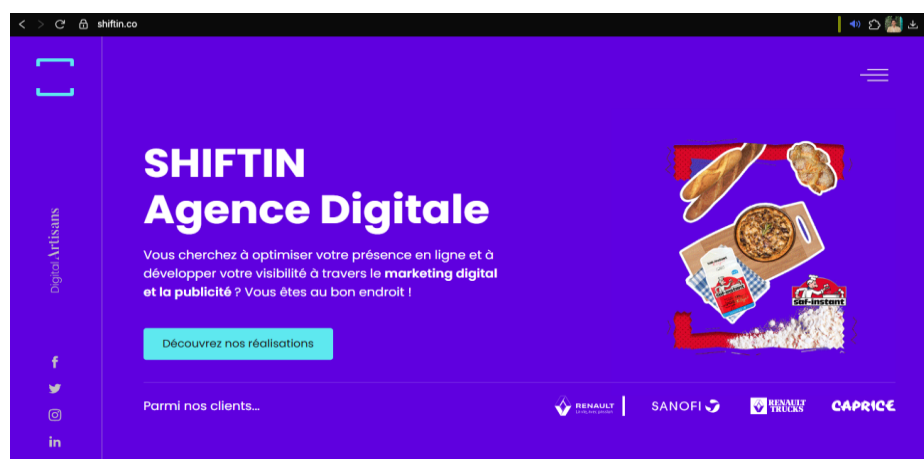 shiftin.co
Digital Artisans
SHIFTIN
Agence Digitale
Vous cherchez à optimiser votre présence en ligne et à
développer votre visibilité à travers le marketing digital
et la publicité ? Vous êtes au bon endroit !
saf-instant
Découvrez nos réalisations
Parmi nos clients...
RENAULT
SANOFI
RENAULT
TRUCKS
CAPRICE